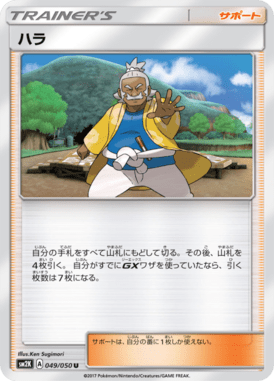 TRAINER'S
サポート
ハラ
自分の手札をすべて山札にもどして切る。その後、山札を
4枚引く。自分がすでにGXワザを使っていたなら、引く
枚数は7枚になる。
Illus.Ken Sugimori
SM2K A 049/050 U
サポートは、自分の番に1枚しか使えない。
©2017 Pokémon/Nintendo/Creatures/GAME FREAK.